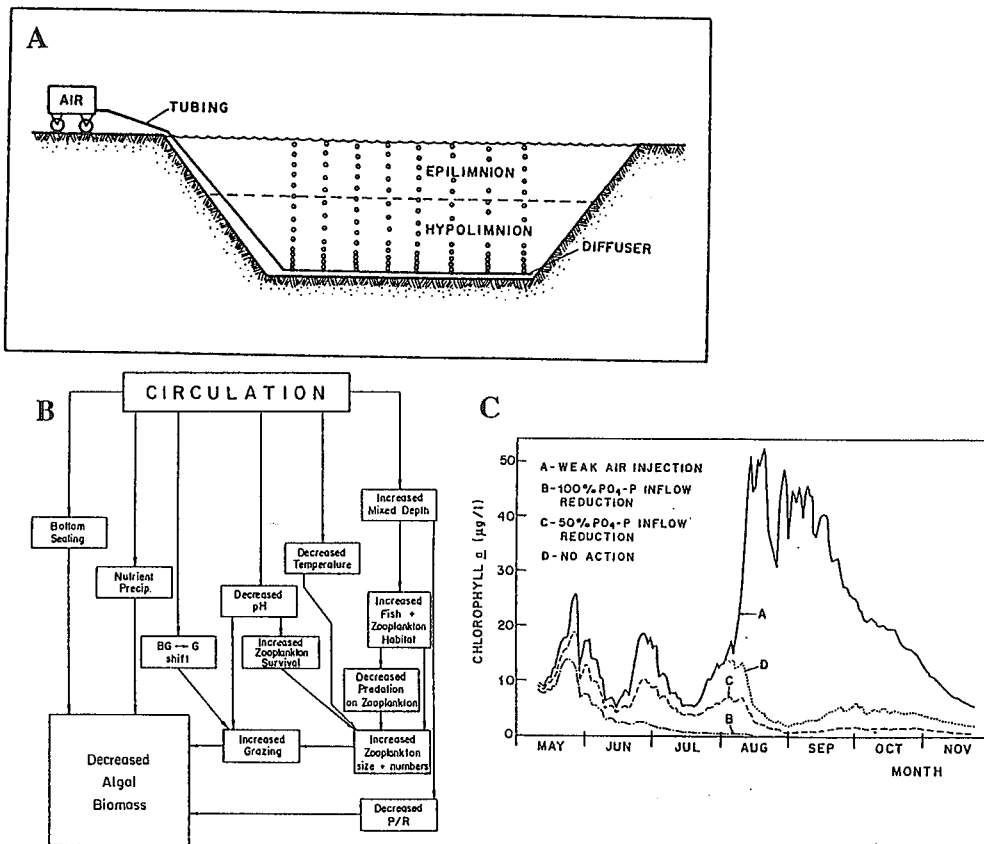 A
AIR
TUBING
EPILIMNION
HYPOLIMNION
DIFFUSER
B
CIRCULATION
Bottom
Sealing
Nutrient
Precip.
BG → G
shift
Decreased
pH
Increased
Zooplankton
Survival
Decreased
Temperature
Increased
Mixed Depth
Increased
Fish +
Zooplankton
Habitat
Decreased
Predation
on Zooplankton
Increased
Zooplankton
size + numbers
Increased
Grazing
Decreased
P/R
Decreased
Algal
Biomass
C
A-WEAK AIR INJECTION
B-100% PO₄-P INFLOW
REDUCTION
C-50% PO₄-P INFLOW
REDUCTION
D-NO ACTION
CHLOROPHYLL a (μg/l)
50
40
30
20
10
0
A
D
C
B
MAY JUN JUL AUG SEP OCT NOV
MONTH